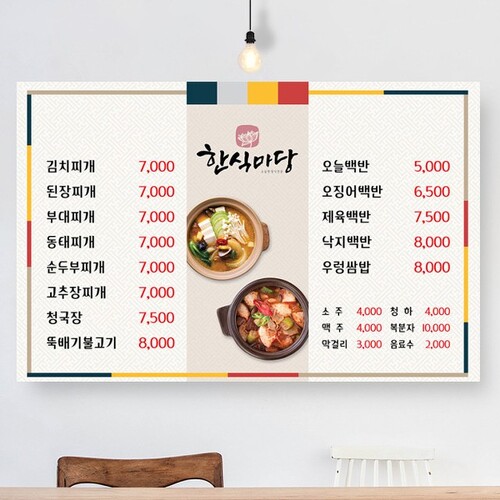 한식마당
김치찌개 7,000
된장찌개 7,000
부대찌개 7,000
동태찌개 7,000
순두부찌개 7,000
고추장찌개 7,000
청국장 7,500
뚝배기불고기 8,000
오늘백반 5,000
오징어백반 6,500
제육백반 7,500
낙지백반 8,000
우렁쌈밥 8,000
소주 4,000 청하 4,000
맥주 4,000 복분자 10,000
막걸리 3,000 음료수 2,000